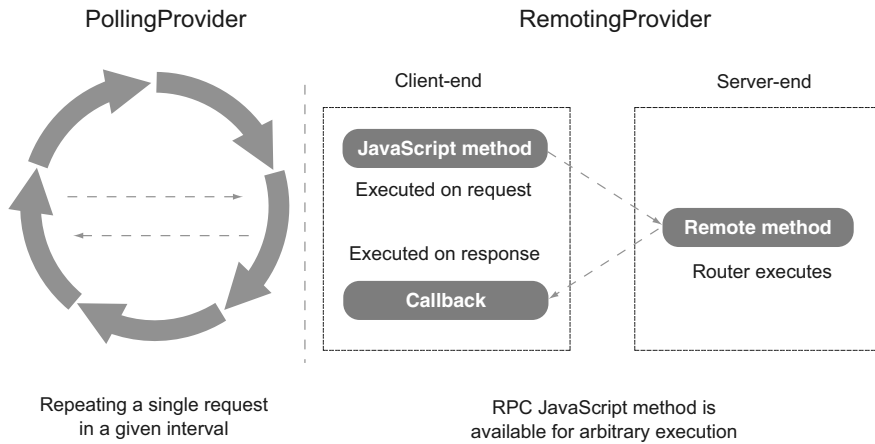 PollingProvider
Repeating a single request
in a given interval
RemotingProvider
Client-end
JavaScript method
Executed on request
Executed on response
Callback
Server-end
Remote method
Router executes
RPC JavaScript method is
available for arbitrary execution